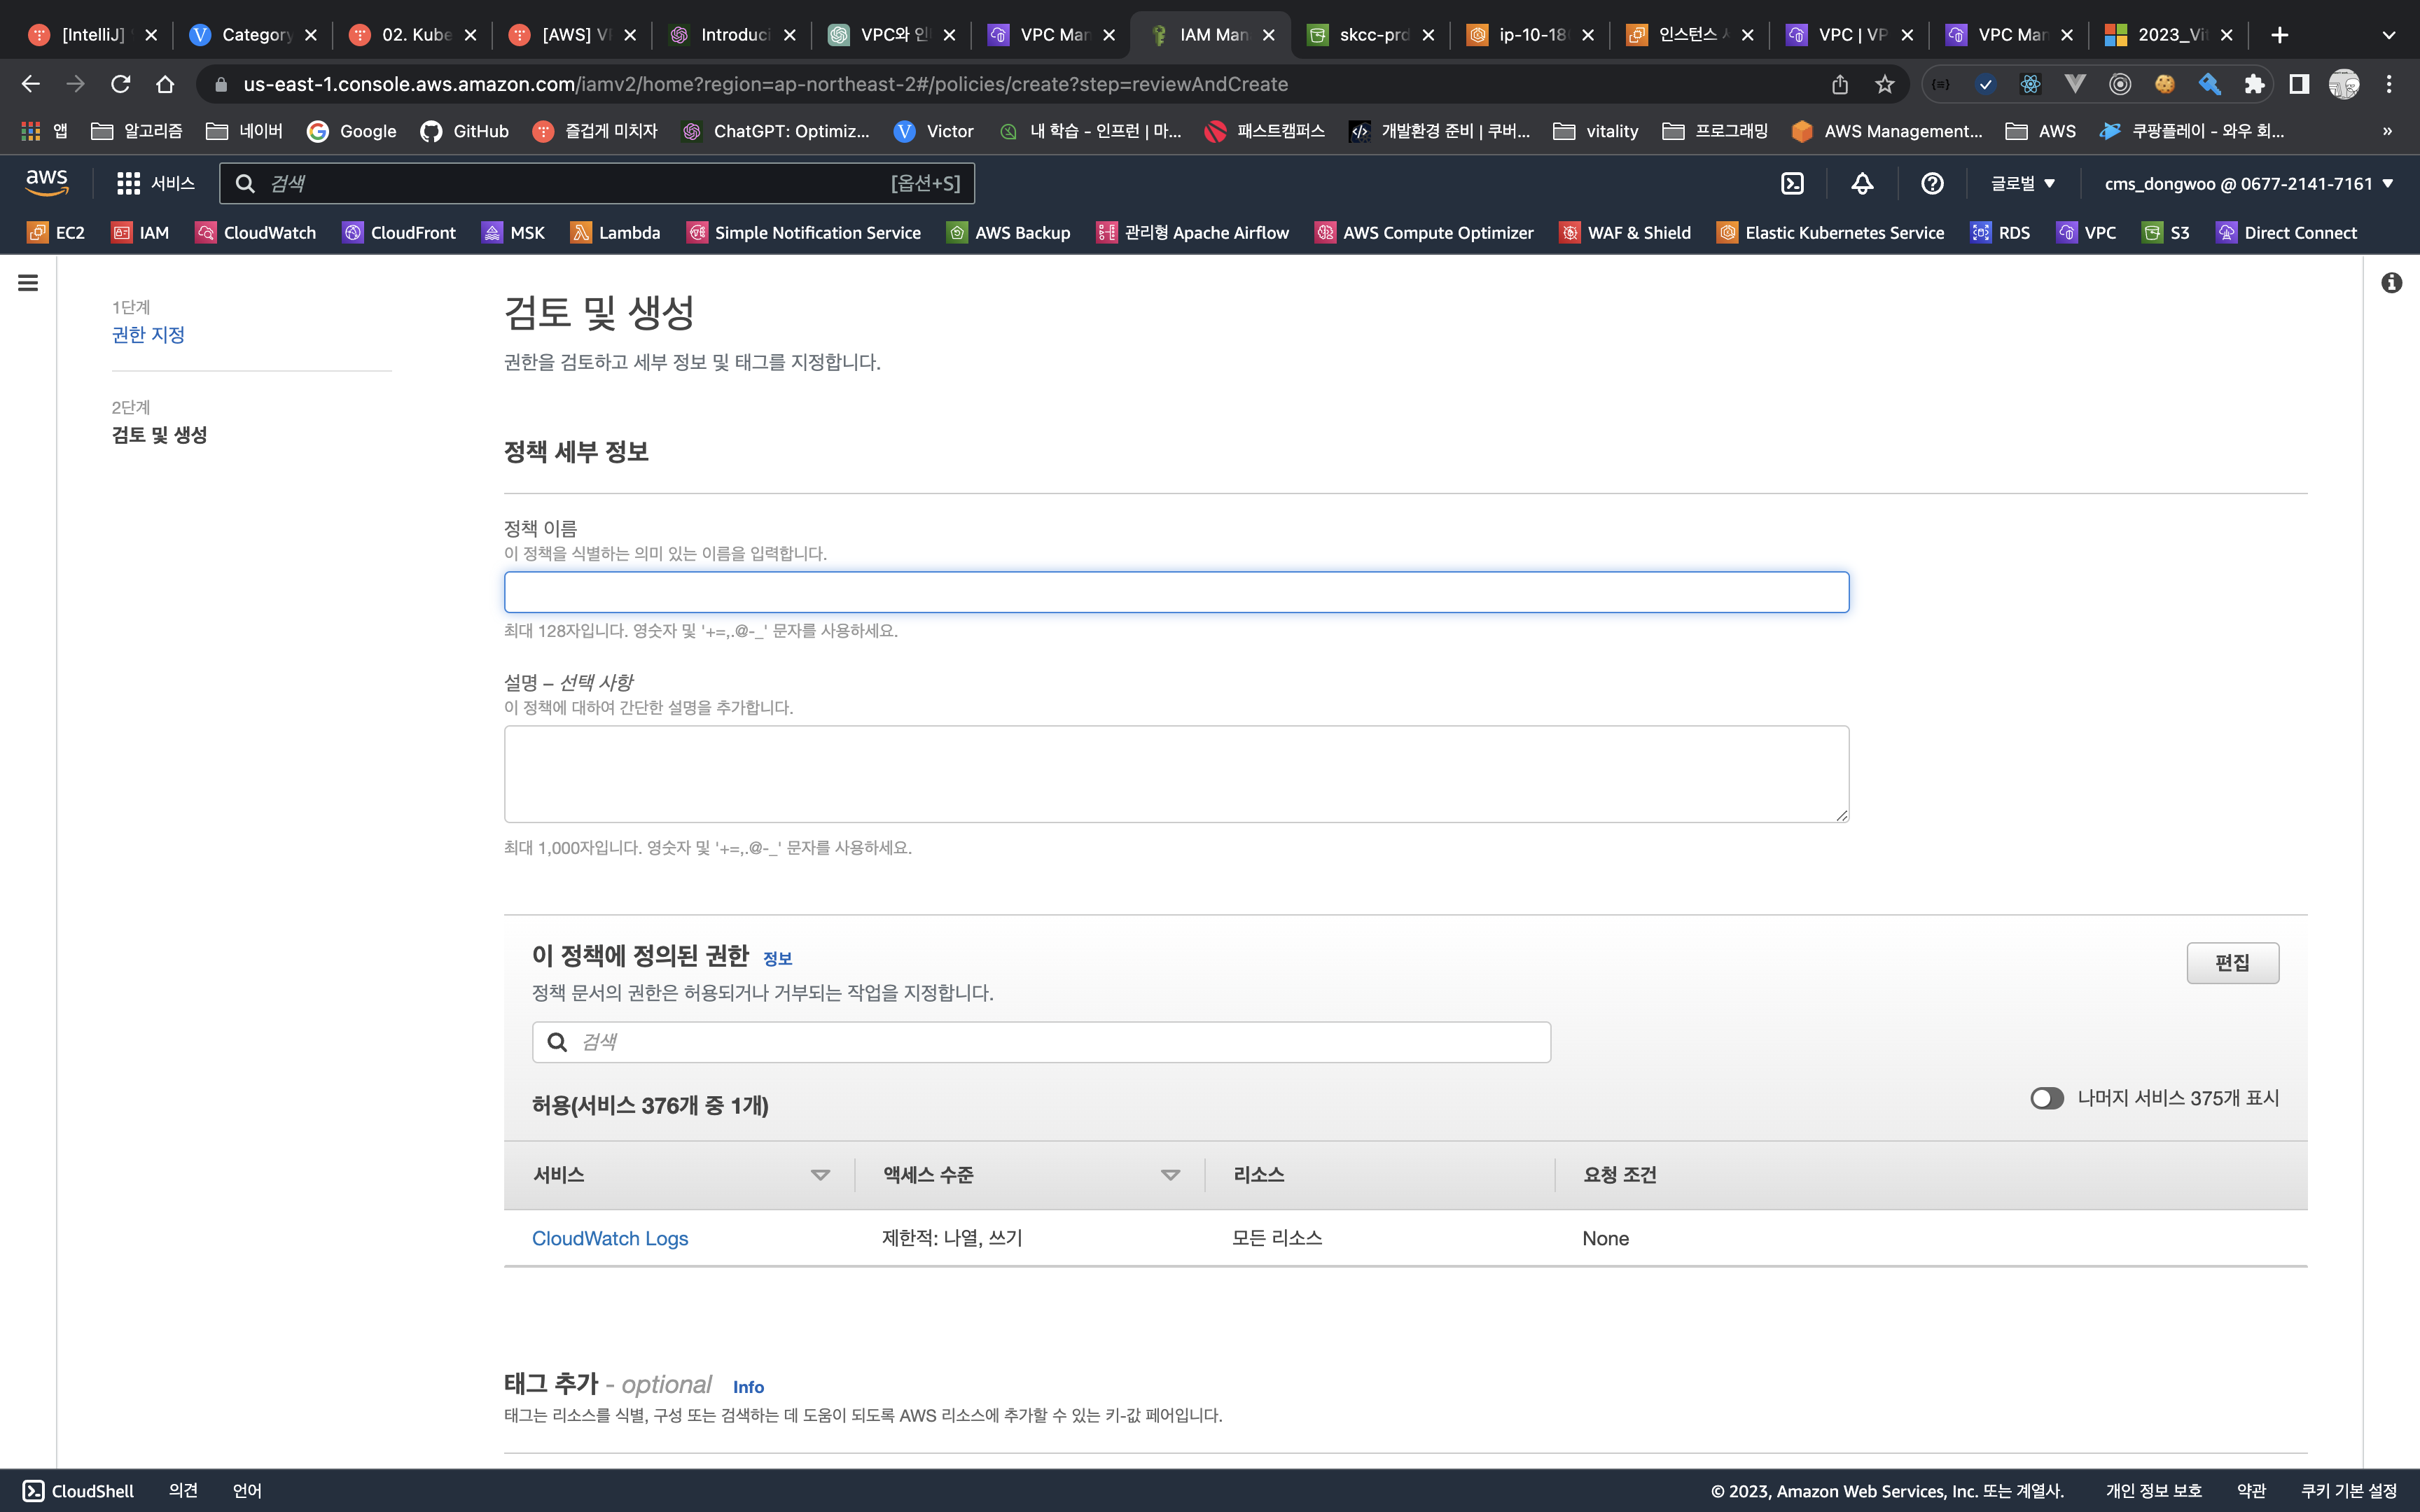 [IntelliJ]
Category
02. Kube
[AWS] VI
Introduci
VPC와 인
VPC Man
IAM Man
skcc-prd
ip-10-18
인스턴스 시
VPC | VP
VPC Man
2023_Vit
us-east-1.console.aws.amazon.com/iamv2/home?region=ap-northeast-2#/policies/create?step=reviewAndCreate
앱
알고리즘
네이버
Google
GitHub
즐겁게 미치자
ChatGPT: Optimiz...
Victor
내 학습 - 인프런 | 마...
패스트캠퍼스
개발환경 준비 | 쿠버...
vitality
프로그래밍
AWS Management...
AWS
쿠팡플레이 - 와우 회...
»
aws
서비스
검색
[옵션+S]
글로벌
cms_dongwoo @ 0677-2141-7161
EC2
IAM
CloudWatch
CloudFront
MSK
Lambda
Simple Notification Service
AWS Backup
관리형 Apache Airflow
AWS Compute Optimizer
WAF & Shield
Elastic Kubernetes Service
RDS
VPC
S3
Direct Connect
1단계
권한 지정
2단계
검토 및 생성
검토 및 생성
권한을 검토하고 세부 정보 및 태그를 지정합니다.
정책 세부 정보
정책 이름
이 정책을 식별하는 의미 있는 이름을 입력합니다.
최대 128자입니다. 영숫자 및 '+=,.@-_' 문자를 사용하세요.
설명 – 선택 사항
이 정책에 대하여 간단한 설명을 추가합니다.
최대 1,000자입니다. 영숫자 및 '+=,.@-_' 문자를 사용하세요.
이 정책에 정의된 권한 정보
편집
정책 문서의 권한은 허용되거나 거부되는 작업을 지정합니다.
검색
허용(서비스 376개 중 1개)
나머지 서비스 375개 표시
서비스
액세스 수준
리소스
요청 조건
CloudWatch Logs
제한적: 나열, 쓰기
모든 리소스
None
태그 추가 - optional Info
태그는 리소스를 식별, 구성 또는 검색하는 데 도움이 되도록 AWS 리소스에 추가할 수 있는 키-값 페어입니다.
CloudShell
의견
언어
© 2023, Amazon Web Services, Inc. 또는 계열사.
개인 정보 보호
약관
쿠키 기본 설정